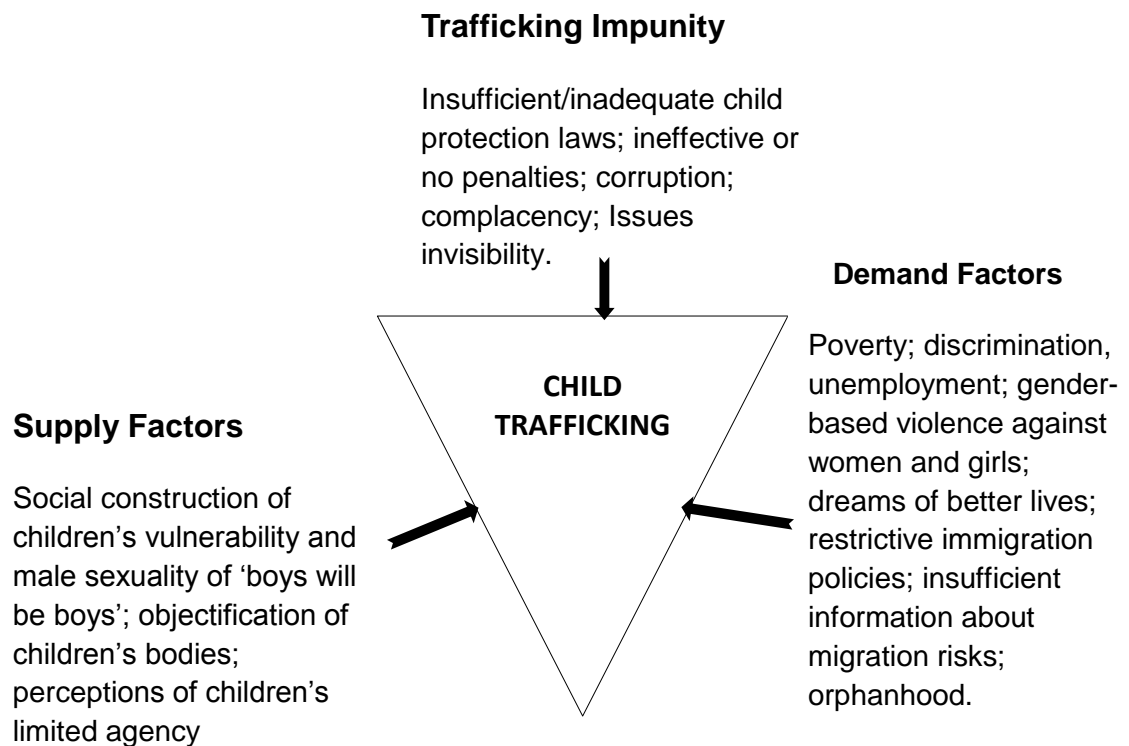 Trafficking Impunity
Insufficient/inadequate child
protection laws; ineffective or
no penalties; corruption;
complacency; Issues
invisibility.
Demand Factors
Poverty; discrimination,
unemployment; gender-
based violence against
women and girls;
dreams of better lives;
restrictive immigration
policies; insufficient
information about
migration risks;
orphanhood.
CHILD
TRAFFICKING
Supply Factors
Social construction of
children’s vulnerability and
male sexuality of ‘boys will
be boys’; objectification of
children’s bodies;
perceptions of children’s
limited agency